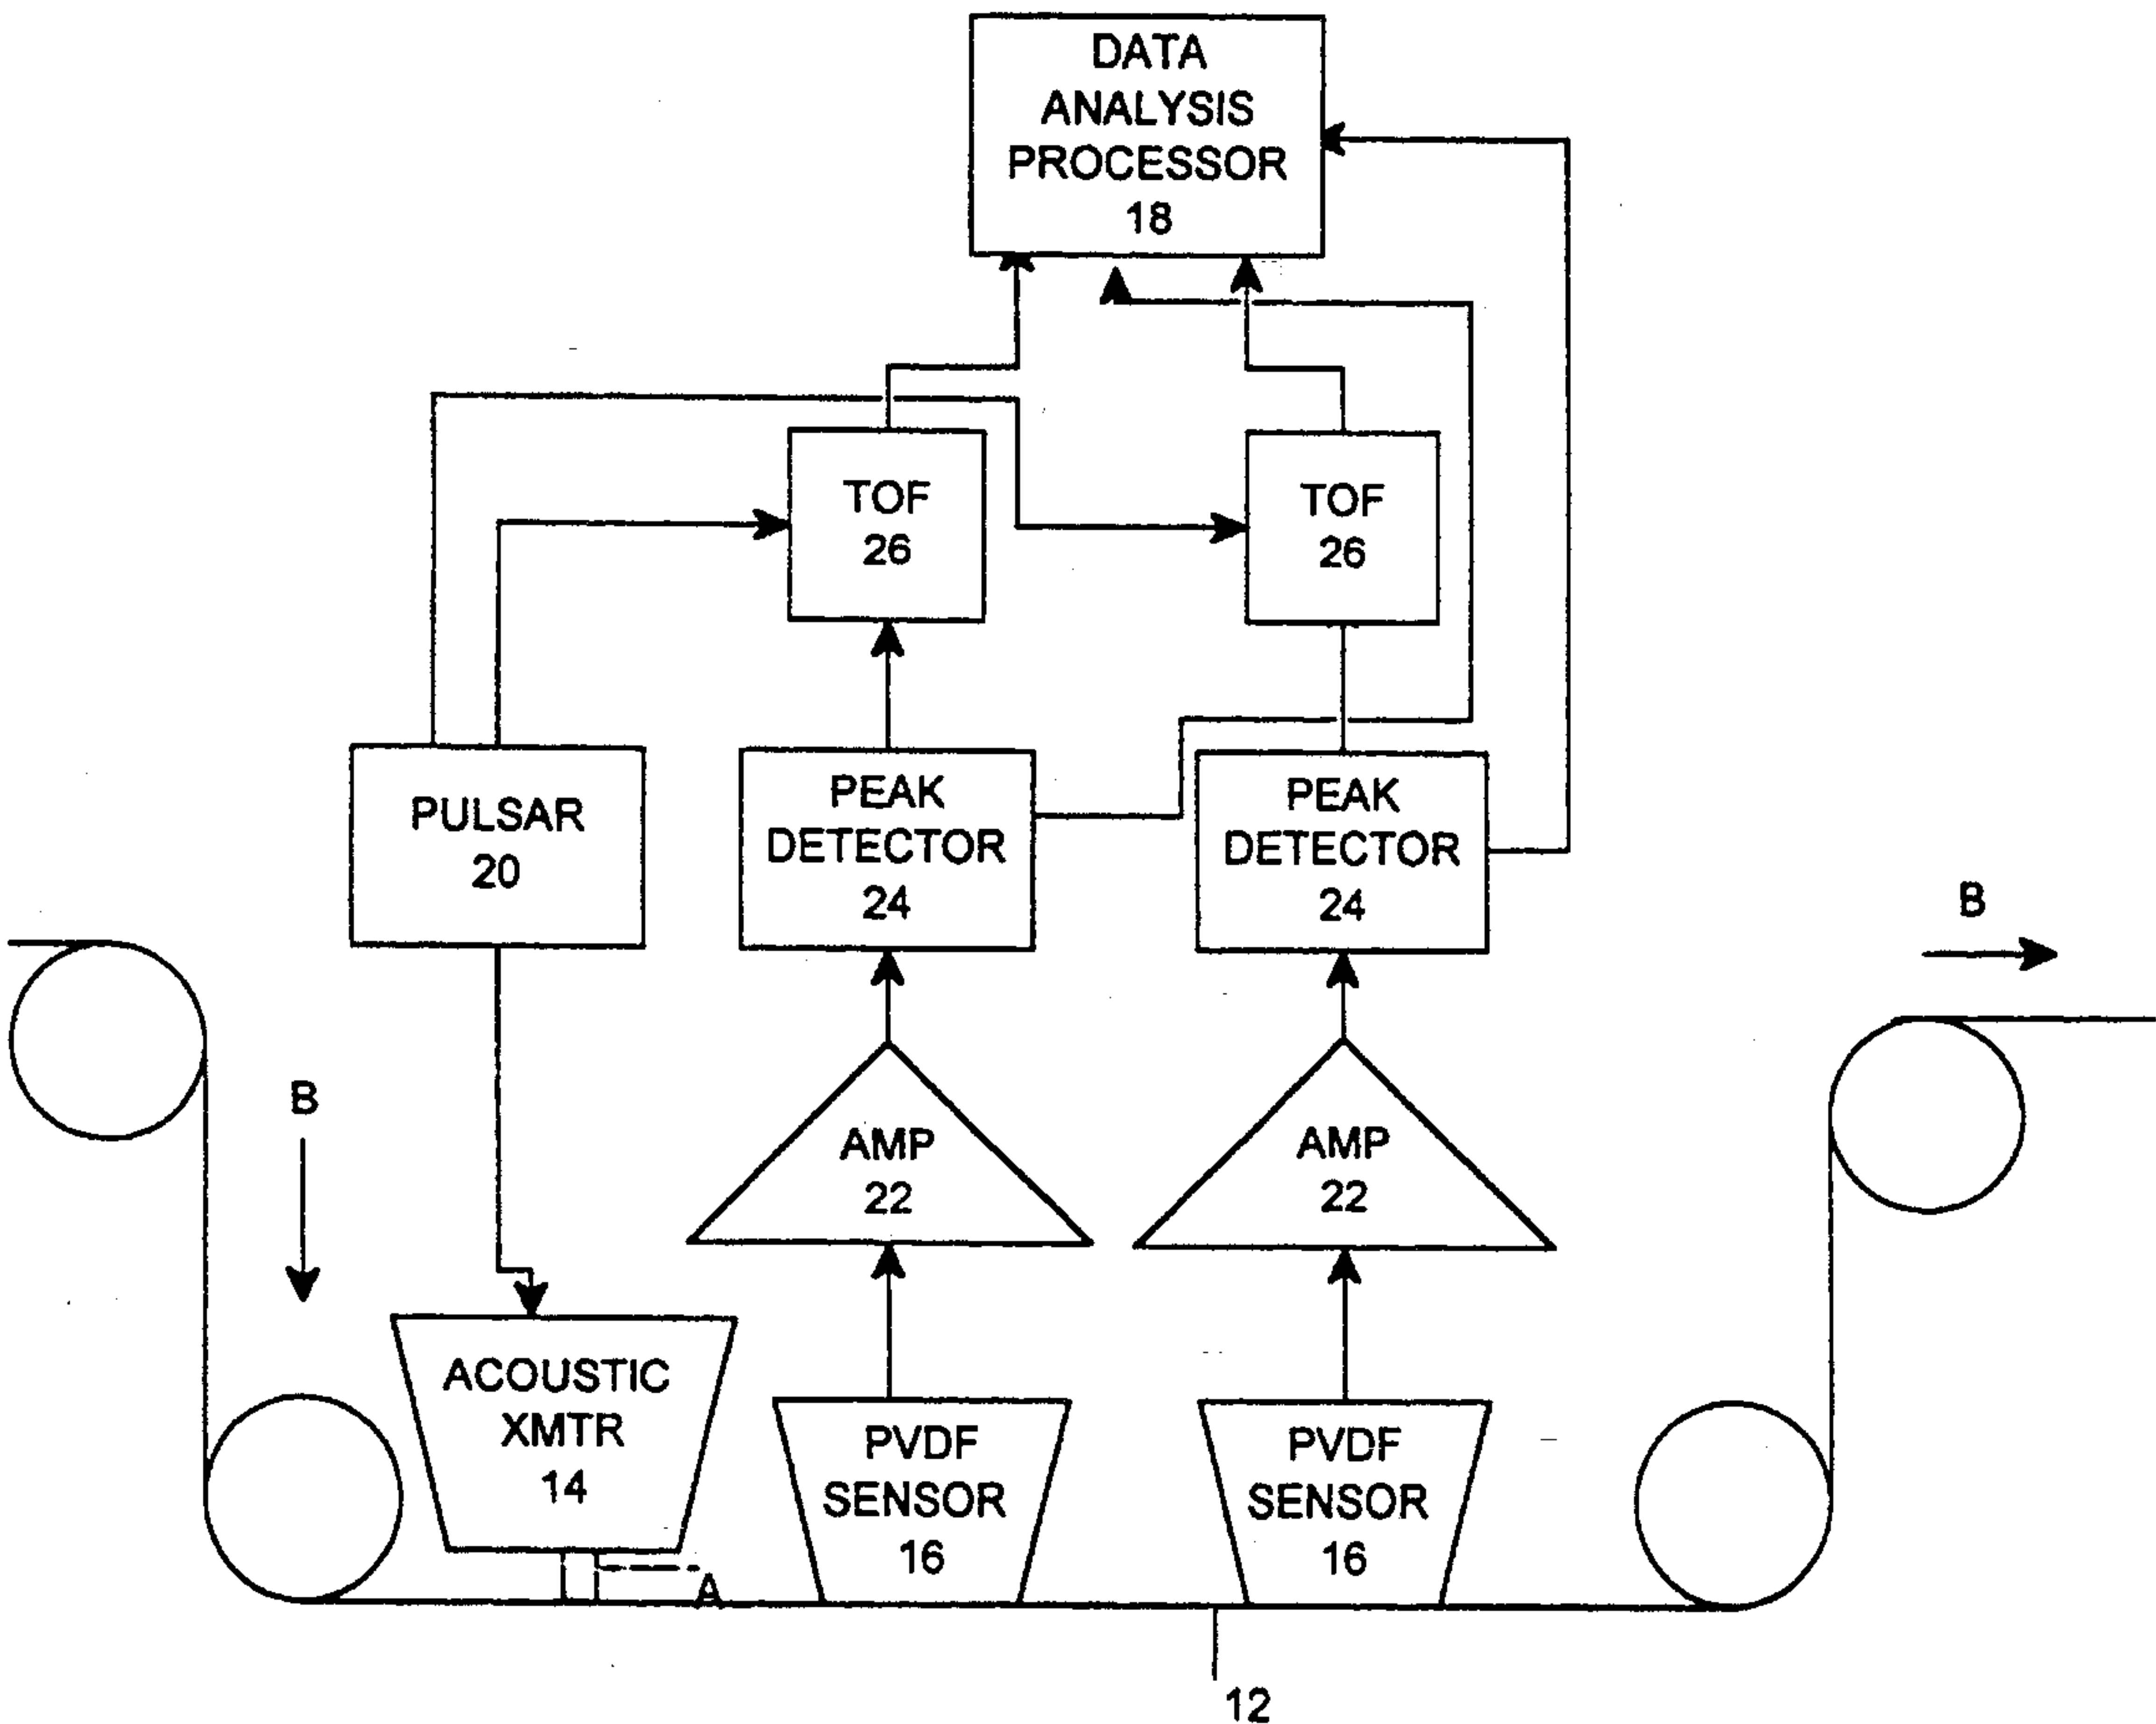 DATA
ANALYSIS
PROCESSOR
18
TOF
26
TOF
26
PULSAR
20
PEAK
DETECTOR
24
PEAK
DETECTOR
24
B
B
AMP
22
AMP
22
ACOUSTIC
XMTR
14
PVDF
SENSOR
16
PVDF
SENSOR
16
A
12